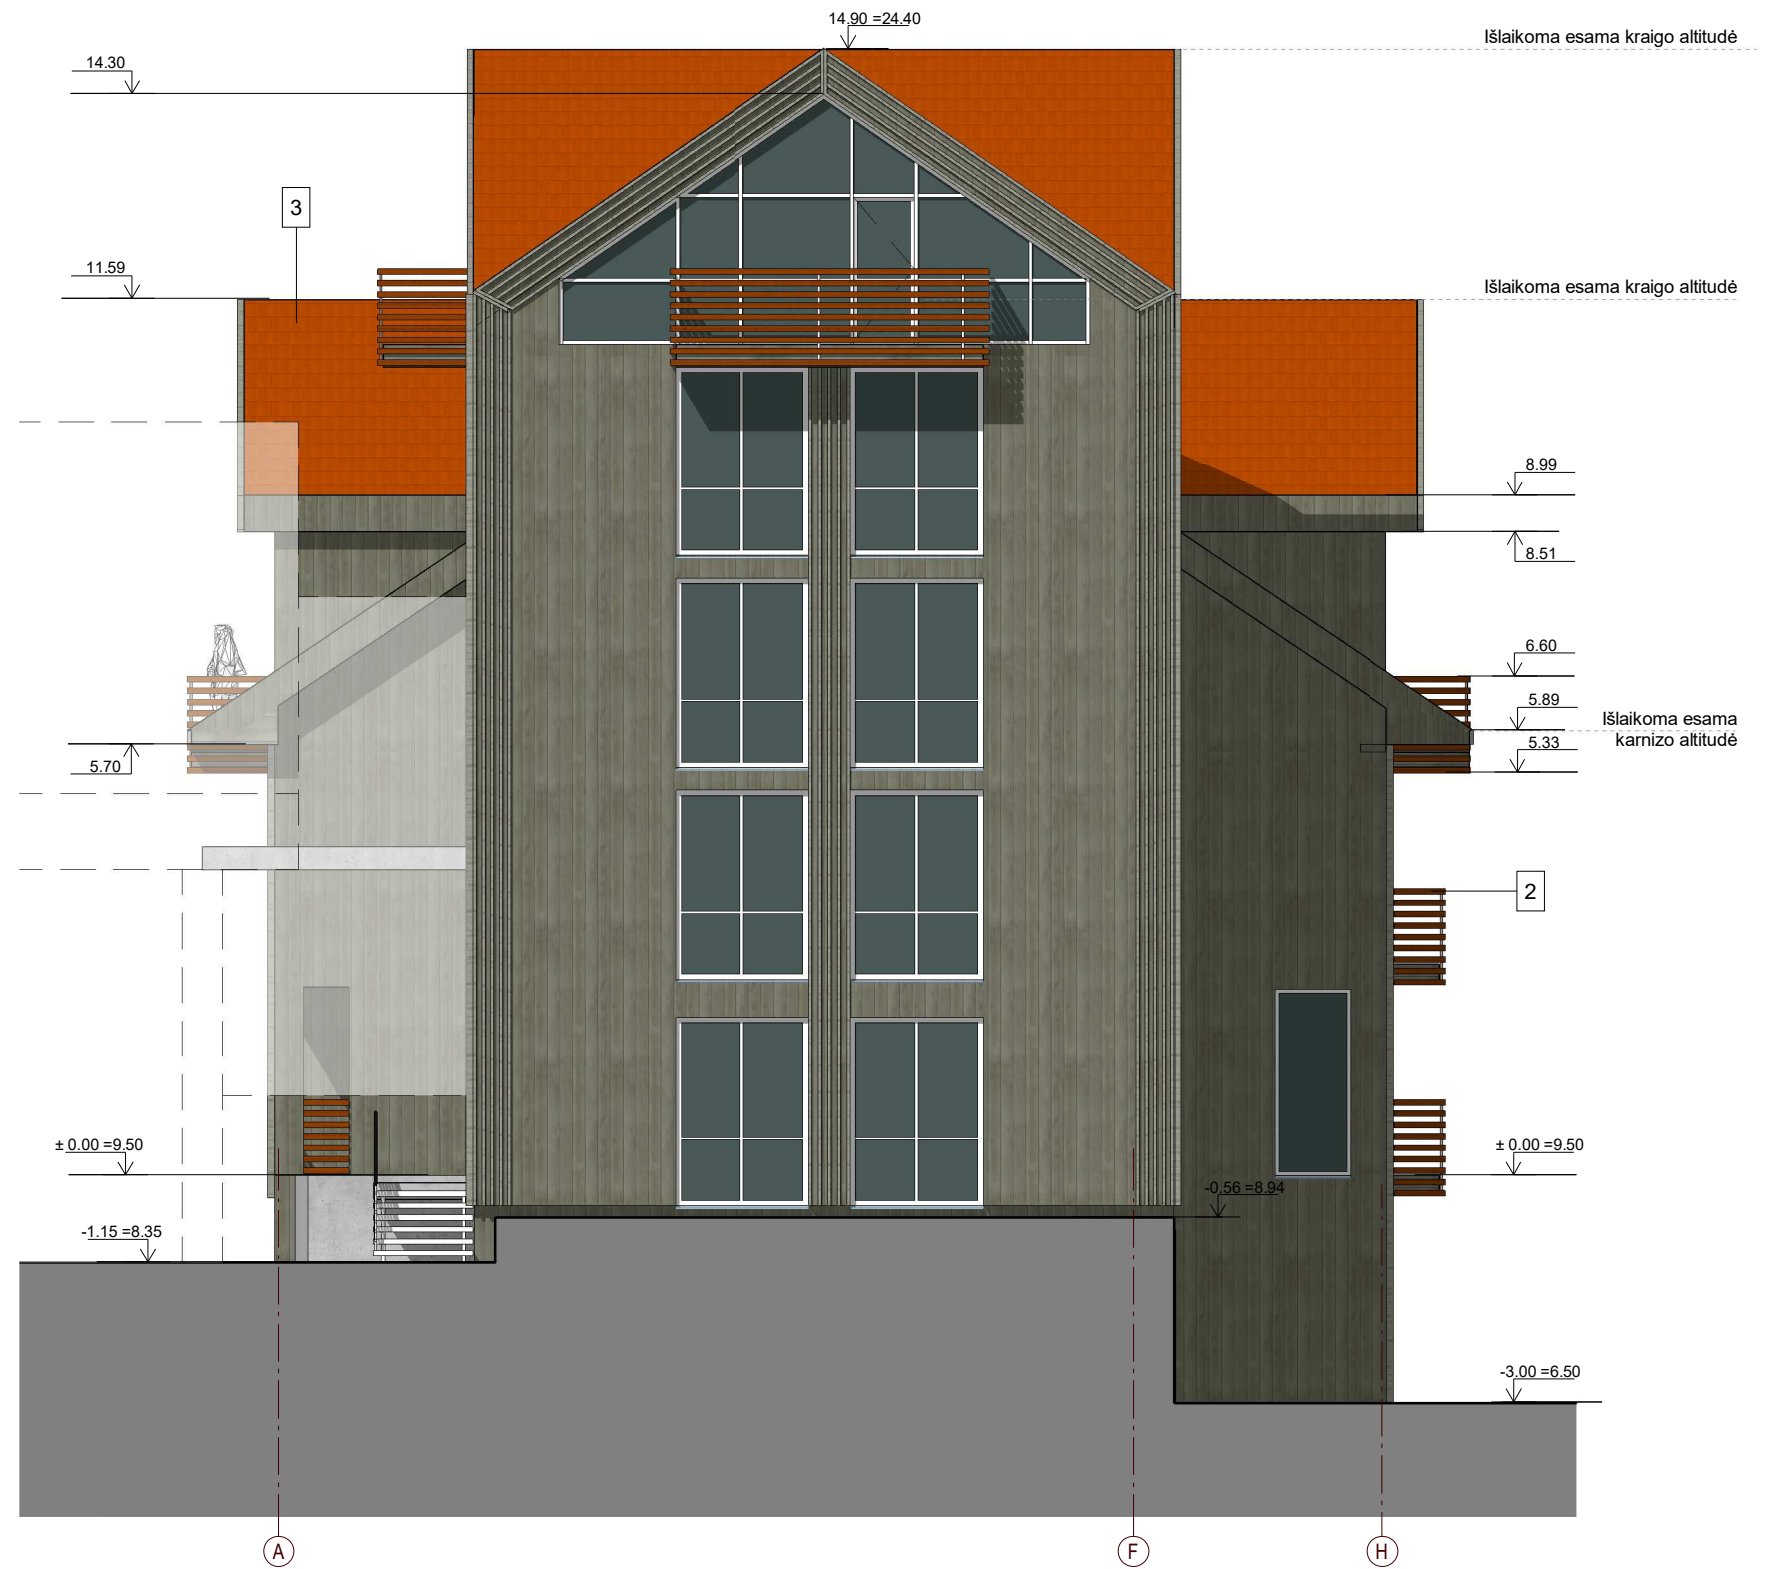 14.90 =24.40
Išlaikoma esama kraigo altitudė
14.30
3
11.59
Išlaikoma esama kraigo altitudė
8.99
8.51
6.60
5.89
Išlaikoma esama
karnizo altitudė
5.33
5.70
2
± 0.00 =9.50
± 0.00 =9.50
-0.56 =8.94
-1.15 =8.35
-3.00 =6.50
A
F
H